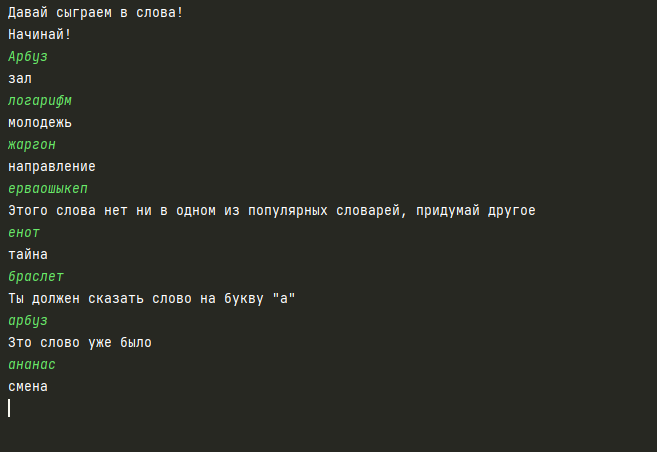 Давай сыграем в слова!
Начинай!
Арбуз
зал
логарифм
молодежь
жаргон
направление
ерваошыкеп
Этого слова нет ни в одном из популярных словарей, придумай другое
енот
тайна
браслет
Ты должен сказать слово на букву "а"
арбуз
Это слово уже было
ананас
смена